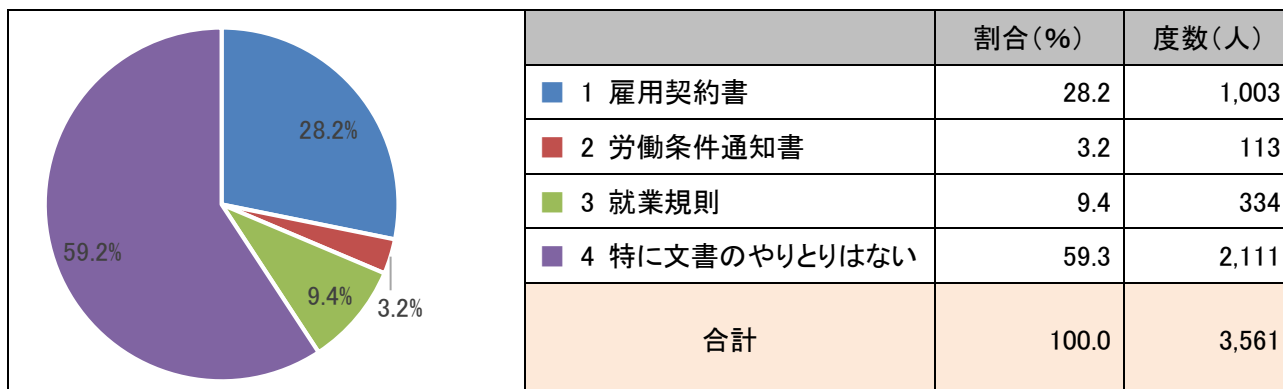 28.2%
3.2%
9.4%
59.2%
割合(%) 度数(人)
1 雇用契約書 28.2 1,003
2 労働条件通知書 3.2 113
3 就業規則 9.4 334
4 特に文書のやりとりはない 59.3 2,111
合計 100.0 3,561